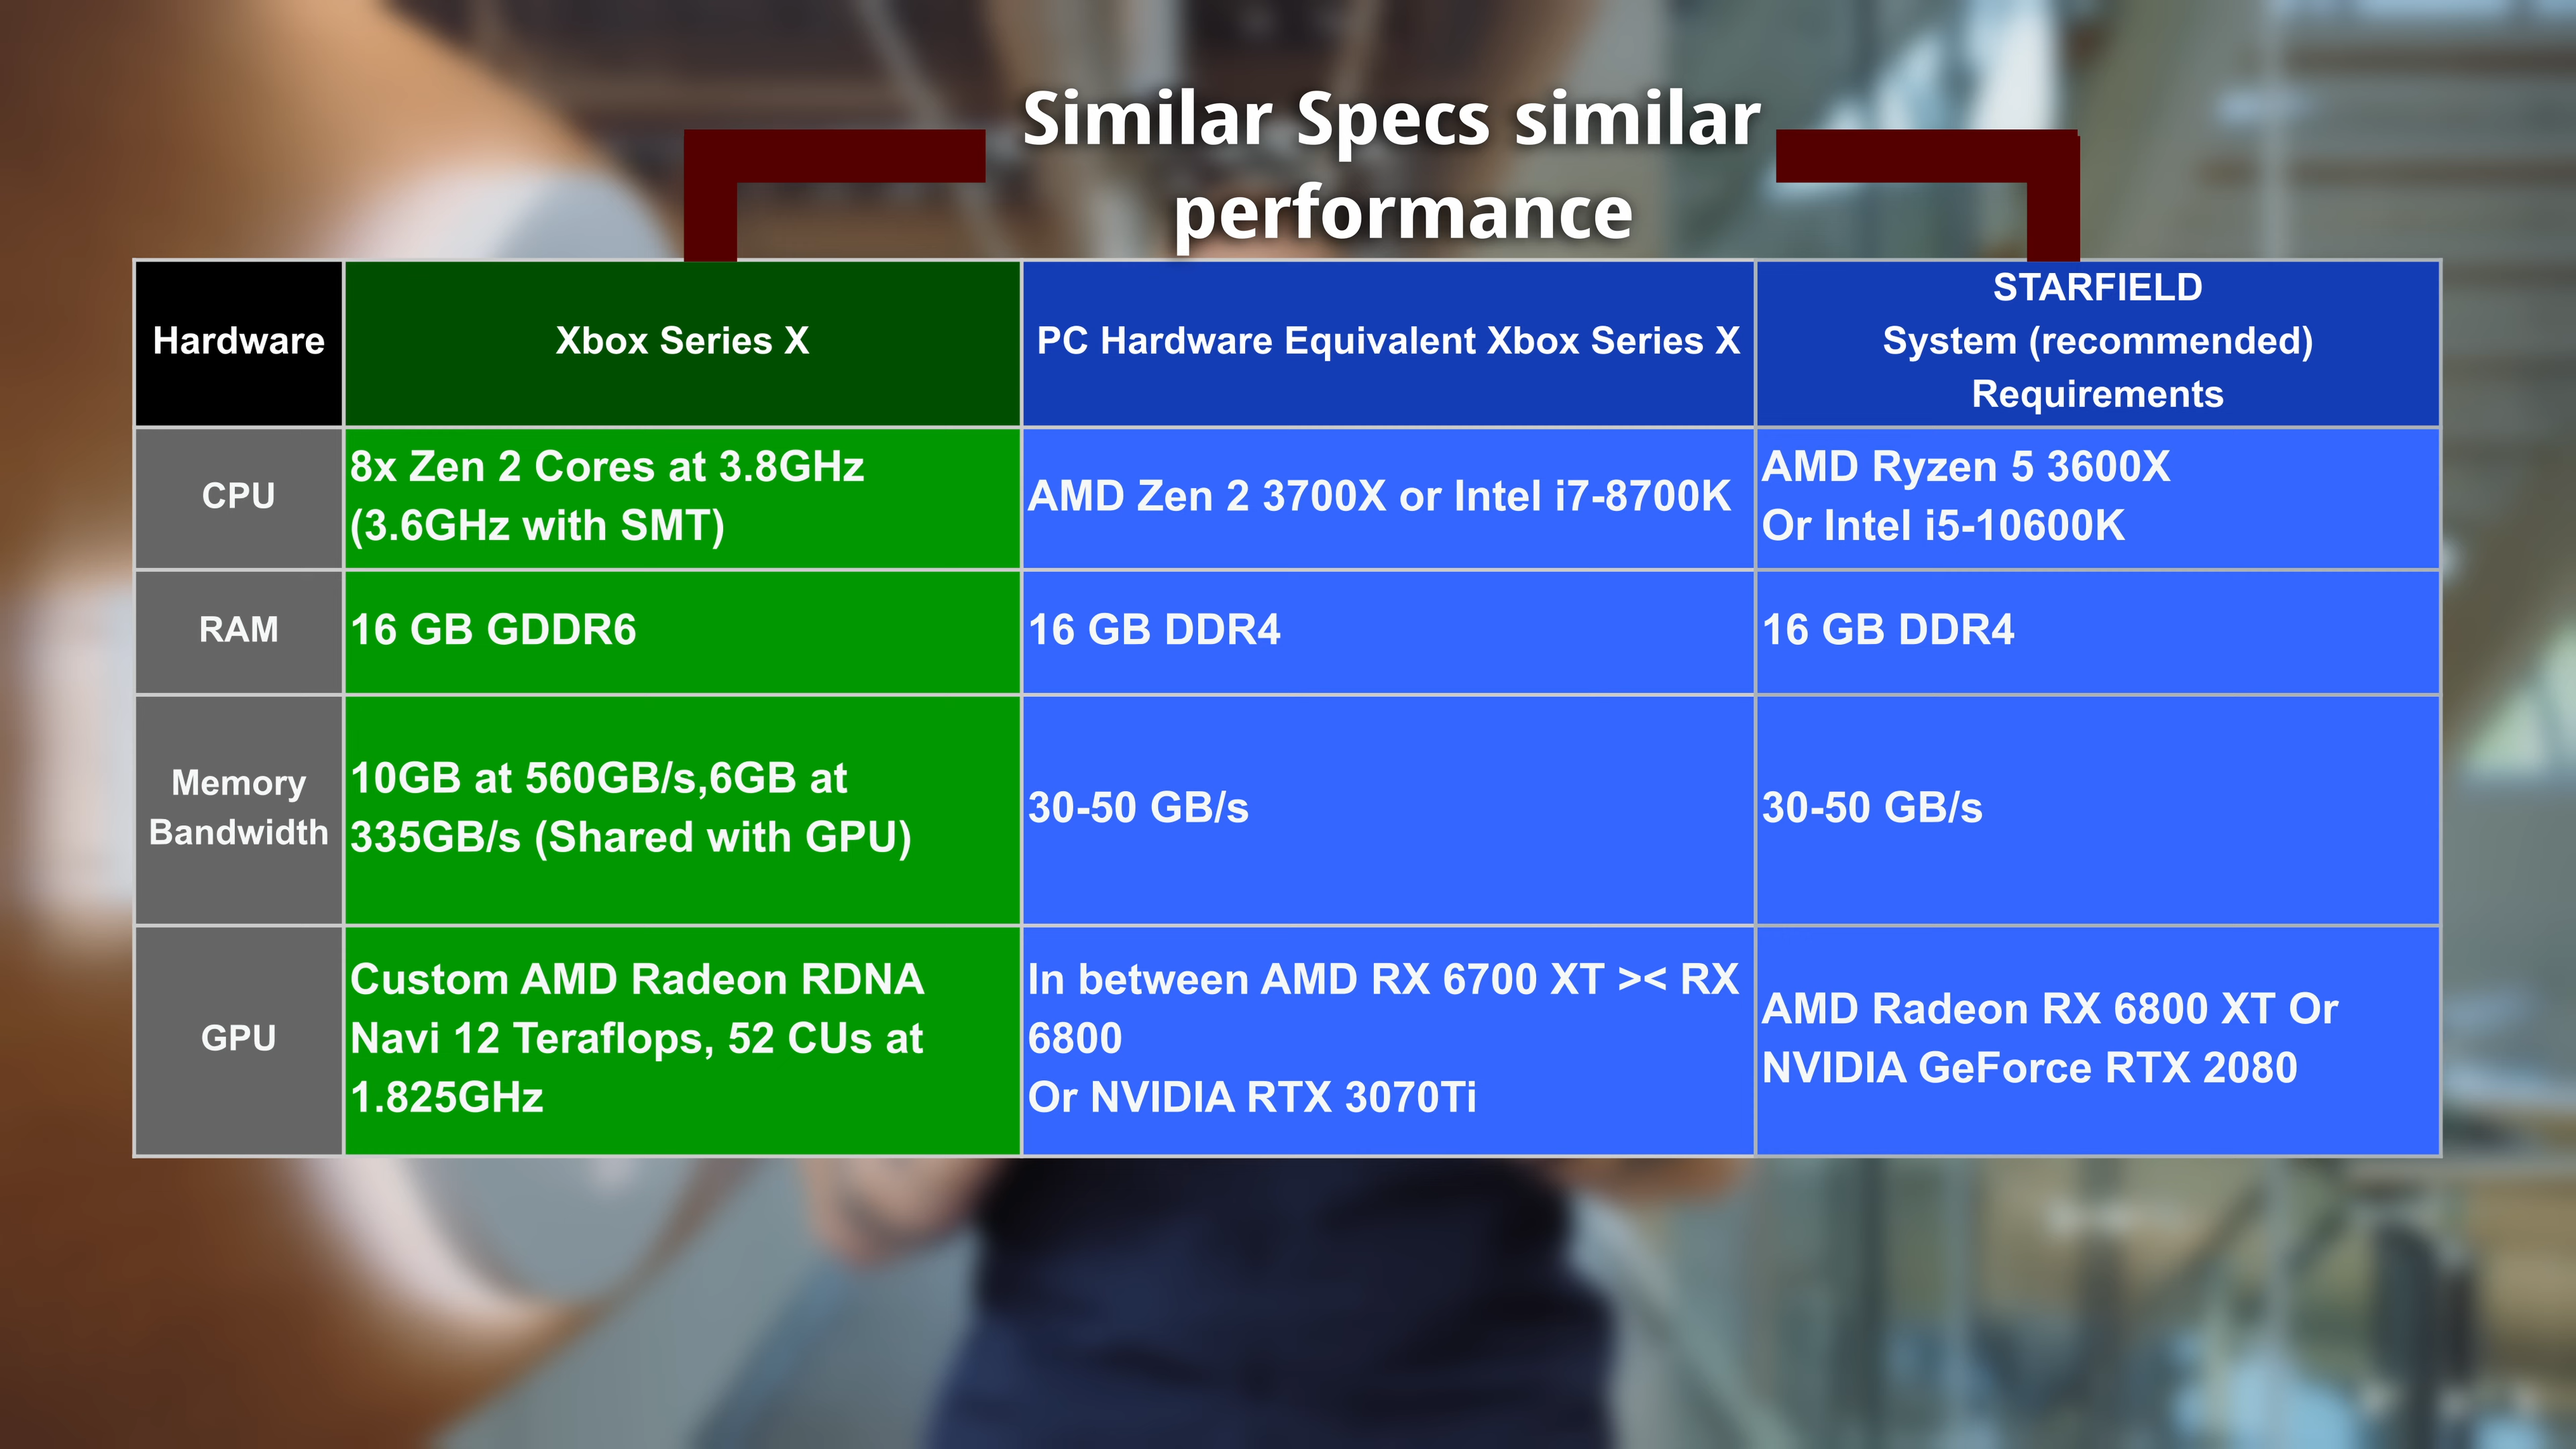 Similar Specs similar
performance
Hardware
Xbox Series X
PC Hardware Equivalent Xbox Series X
STARFIELD
System (recommended)
Requirements
CPU
8x Zen 2 Cores at 3.8GHz
(3.6GHz with SMT)
AMD Zen 2 3700X or Intel i7-8700K
AMD Ryzen 5 3600X
Or Intel i5-10600K
RAM
16 GB GDDR6
16 GB DDR4
16 GB DDR4
Memory
Bandwidth
10GB at 560GB/s,6GB at
335GB/s (Shared with GPU)
30-50 GB/s
30-50 GB/s
GPU
Custom AMD Radeon RDNA
Navi 12 Teraflops, 52 CUs at
1.825GHz
In between AMD RX 6700 XT >< RX
6800
Or NVIDIA RTX 3070Ti
AMD Radeon RX 6800 XT Or
NVIDIA GeForce RTX 2080